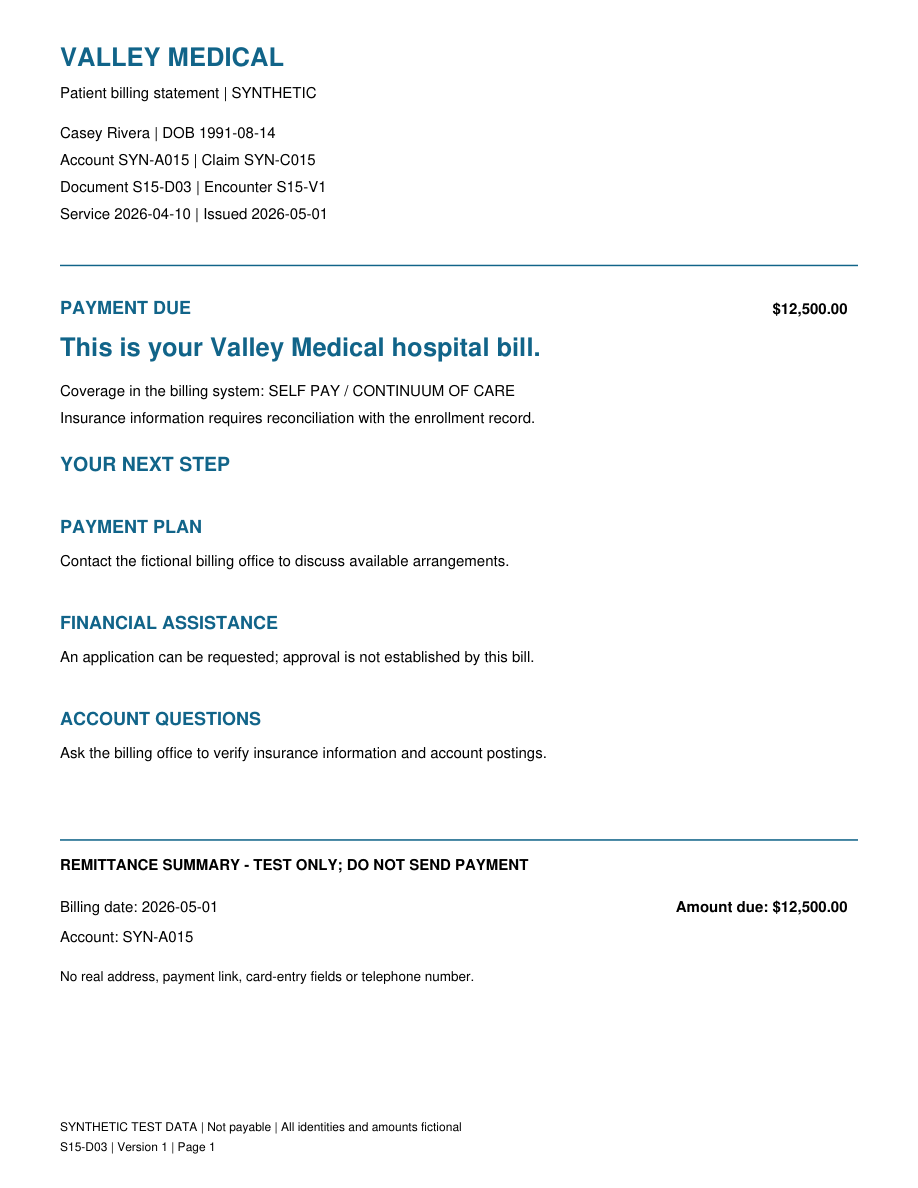 VALLEY MEDICAL
Patient billing statement | SYNTHETIC
Casey Rivera | DOB 1991-08-14
Account SYN-A015 | Claim SYN-C015
Document S15-D03 | Encounter S15-V1
Service 2026-04-10 | Issued 2026-05-01
PAYMENT DUE $12,500.00
This is your Valley Medical hospital bill.
Coverage in the billing system: SELF PAY / CONTINUUM OF CARE
Insurance information requires reconciliation with the enrollment record.
YOUR NEXT STEP
PAYMENT PLAN
Contact the fictional billing office to discuss available arrangements.
FINANCIAL ASSISTANCE
An application can be requested; approval is not established by this bill.
ACCOUNT QUESTIONS
Ask the billing office to verify insurance information and account postings.
REMITTANCE SUMMARY - TEST ONLY; DO NOT SEND PAYMENT
Billing date: 2026-05-01 Amount due: $12,500.00
Account: SYN-A015
No real address, payment link, card-entry fields or telephone number.
SYNTHETIC TEST DATA | Not payable | All identities and amounts fictional
S15-D03 | Version 1 | Page 1